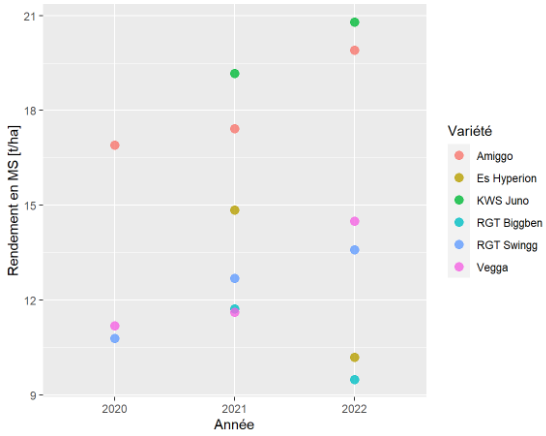 21
18
15
12
9
Rendement en MS [t/ha]
2020 2021 2022
Année
Variété
Amiggo
Es Hyperion
KWS Juno
RGT Biggben
RGT Swingg
Vegga